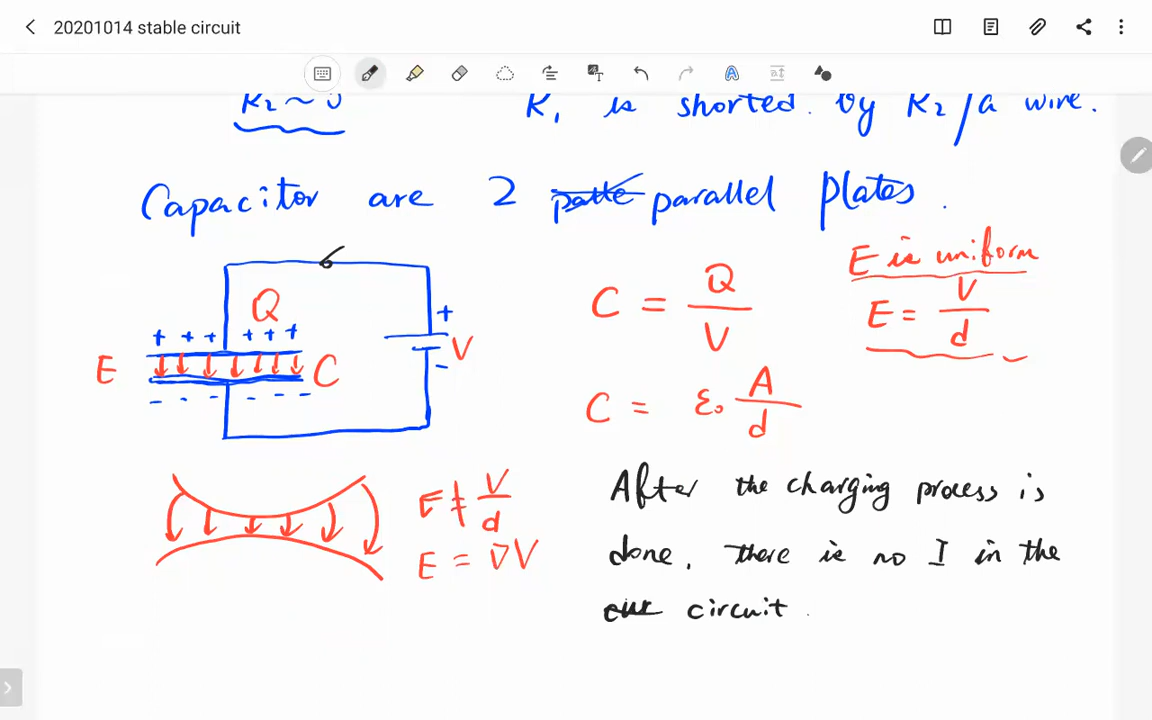 20201014 stable circuit
R₂ ~ 0
R₁ is shorted. by R₂/a wire.
Capacitor are 2 parallel plates.
E is uniform
E = V/d
Q
C = Q/V
+ + + + + +
+
E
C
V
- - - - - -
-
C = ε₀ A/d
E ≠ V/d
E = ∇V
After the charging process is
done, there is no I in the
circuit.